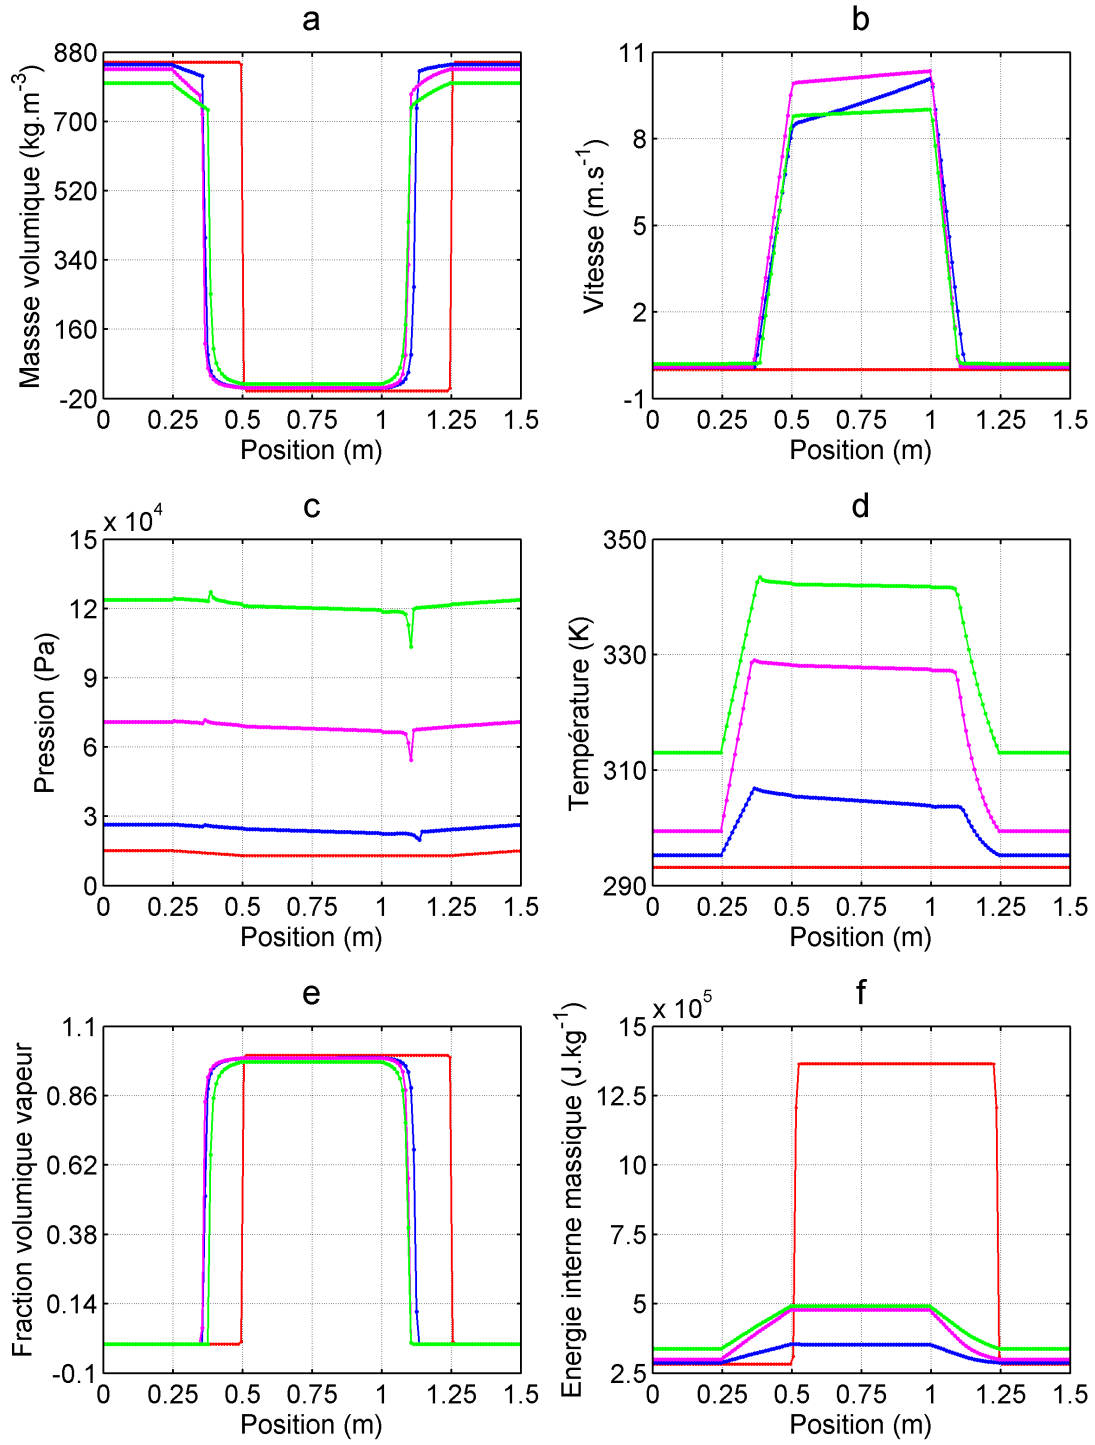 a
880
700
520
340
160
-20
Massse volumique (kg.m-3)
0 0.25 0.5 0.75 1 1.25 1.5
Position (m)
b
11
8
5
2
-1
Vitesse (m.s-1)
0 0.25 0.5 0.75 1 1.25 1.5
Position (m)
c
x 10^4
15
12
9
6
3
0
Pression (Pa)
0 0.25 0.5 0.75 1 1.25 1.5
Position (m)
d
350
330
310
290
Température (K)
0 0.25 0.5 0.75 1 1.25 1.5
Position (m)
e
1.1
0.86
0.62
0.38
0.14
-0.1
Fraction volumique vapeur
0 0.25 0.5 0.75 1 1.25 1.5
Position (m)
f
x 10^5
15
12.5
10
7.5
5
2.5
Energie interne massique (J.kg-1)
0 0.25 0.5 0.75 1 1.25 1.5
Position (m)